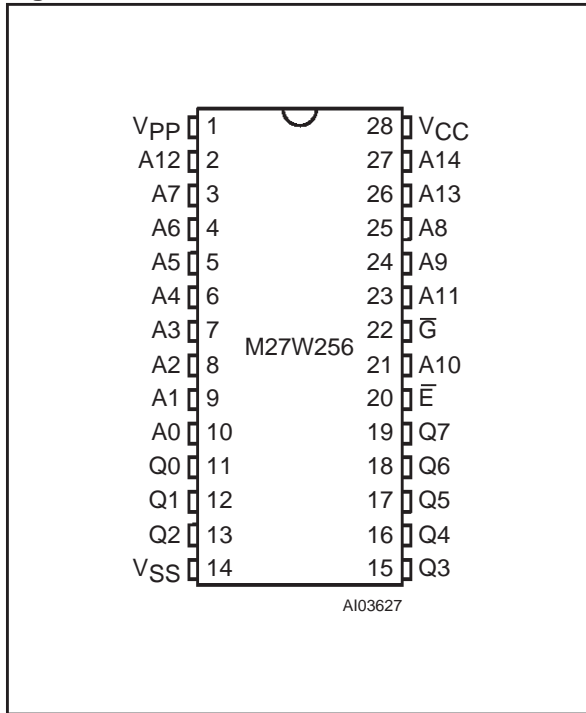 VPP 1 28 VCC
A12 2 27 A14
A7 3 26 A13
A6 4 25 A8
A5 5 24 A9
A4 6 23 A11
A3 7 22 G̅
M27W256
A2 8 21 A10
A1 9 20 E̅
A0 10 19 Q7
Q0 11 18 Q6
Q1 12 17 Q5
Q2 13 16 Q4
VSS 14 15 Q3
AI03627